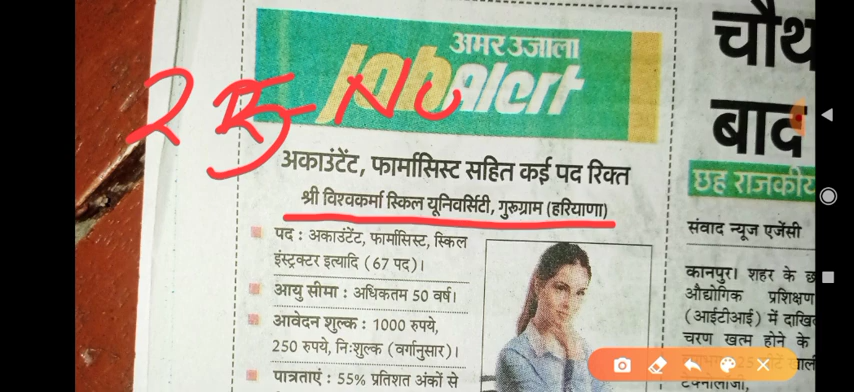 अमर उजाला
चौथ
Job Alert
बाद
2 NO
अकाउंटेंट, फार्मासिस्ट सहित कई पद रिक्त
छह राजकीय
श्री विश्वकर्मा स्किल यूनिवर्सिटी, गुरुग्राम (हरियाणा)
संवाद न्यूज एजेंसी
पद : अकाउंटेंट, फार्मासिस्ट, स्किल
इंस्ट्रक्टर इत्यादि (67 पद)।
आयु सीमा : अधिकतम 50 वर्ष।
आवेदन शुल्क : 1000 रुपये,
250 रुपये, निःशुल्क (वर्गानुसार)।
पात्रताएं : 55% प्रतिशत अंकों से
कानपुर। शहर के छ
औद्योगिक प्रशिक्षण
(आईटीआई) में दाखि
चरण खत्म होने के